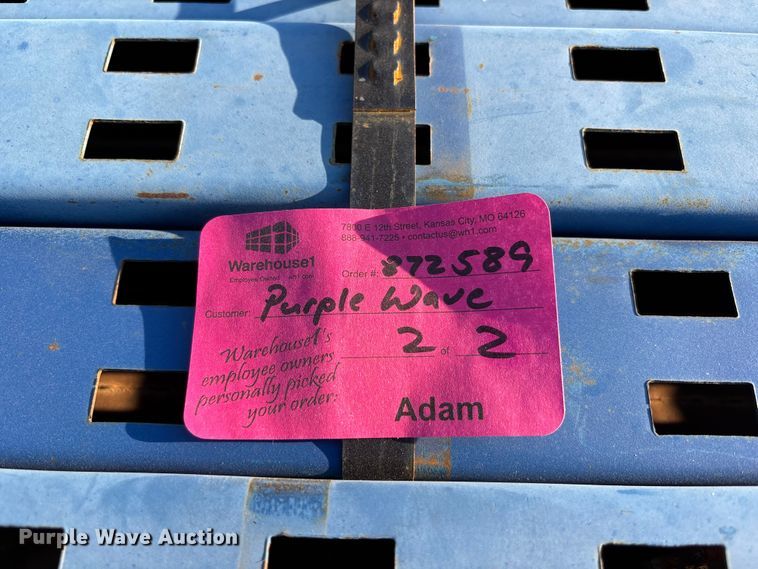 7800 E 12th Street, Kansas City, MO 64126
888-941-7225 • contactus@wh1.com
Warehouse1
Employee Owned wh1.com
Order #: 872589
Customer: Purple Wave
2 of 2
Warehouse1's
employee owners
personally picked
your order:
Adam
Purple Wave Auction